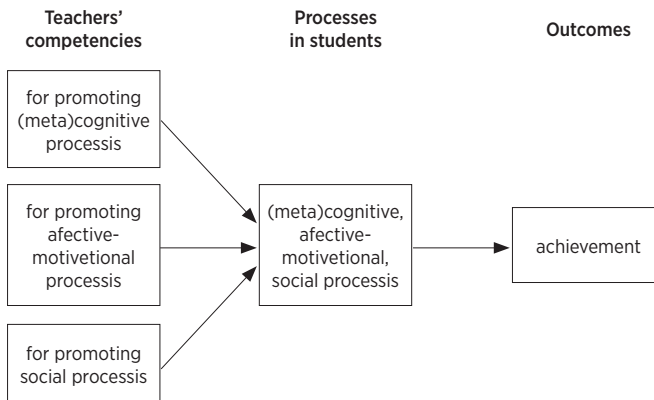 Teachers'
competencies
Processes
in students
Outcomes
for promoting
(meta)cognitive
processis
for promoting
afective-
motivetional
processis
for promoting
social processis
(meta)cognitive,
afective-
motivetional,
social processis
achievement